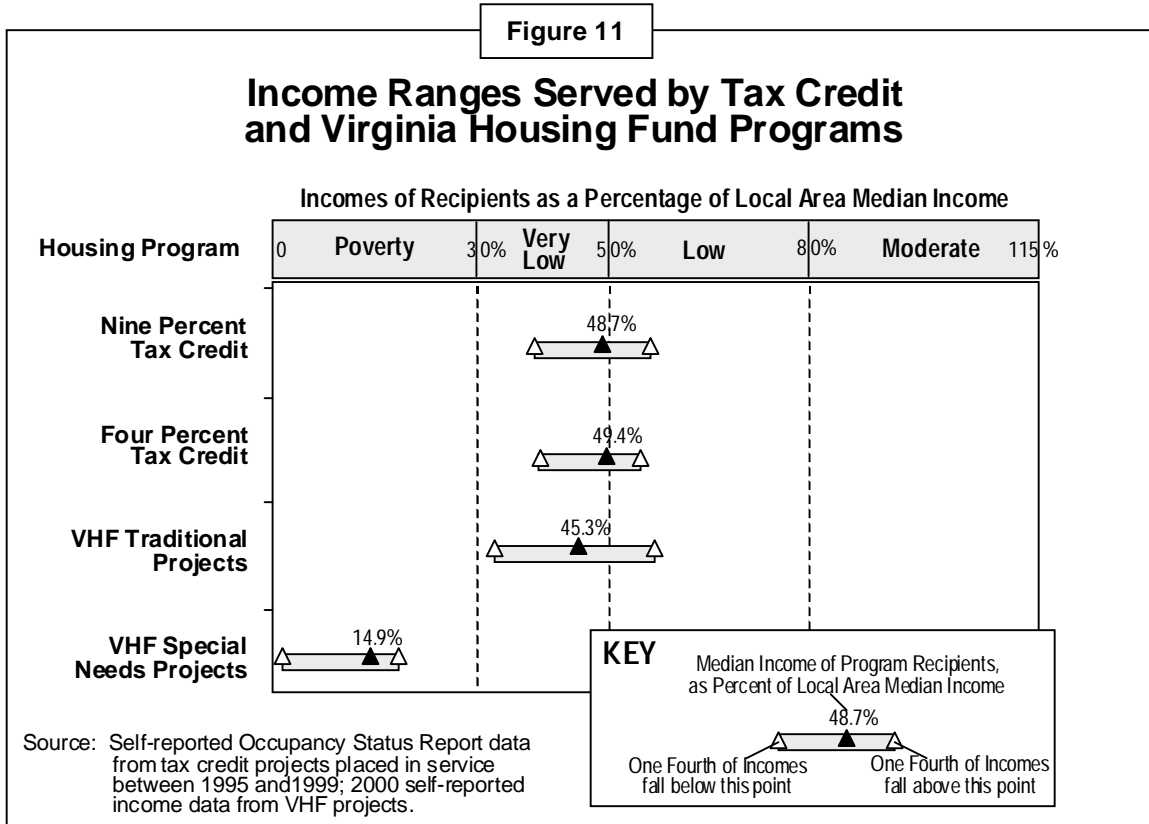 Figure 11
Income Ranges Served by Tax Credit
and Virginia Housing Fund Programs
Incomes of Recipients as a Percentage of Local Area Median Income
Housing Program 0 Poverty 30% Very Low 50% Low 80% Moderate 115%
Nine Percent
Tax Credit
48.7%
Four Percent
Tax Credit
49.4%
VHF Traditional
Projects
45.3%
VHF Special
Needs Projects
14.9%
KEY
Median Income of Program Recipients,
as Percent of Local Area Median Income
48.7%
One Fourth of Incomes
fall below this point
One Fourth of Incomes
fall above this point
Source: Self-reported Occupancy Status Report data
from tax credit projects placed in service
between 1995 and1999; 2000 self-reported
income data from VHF projects.